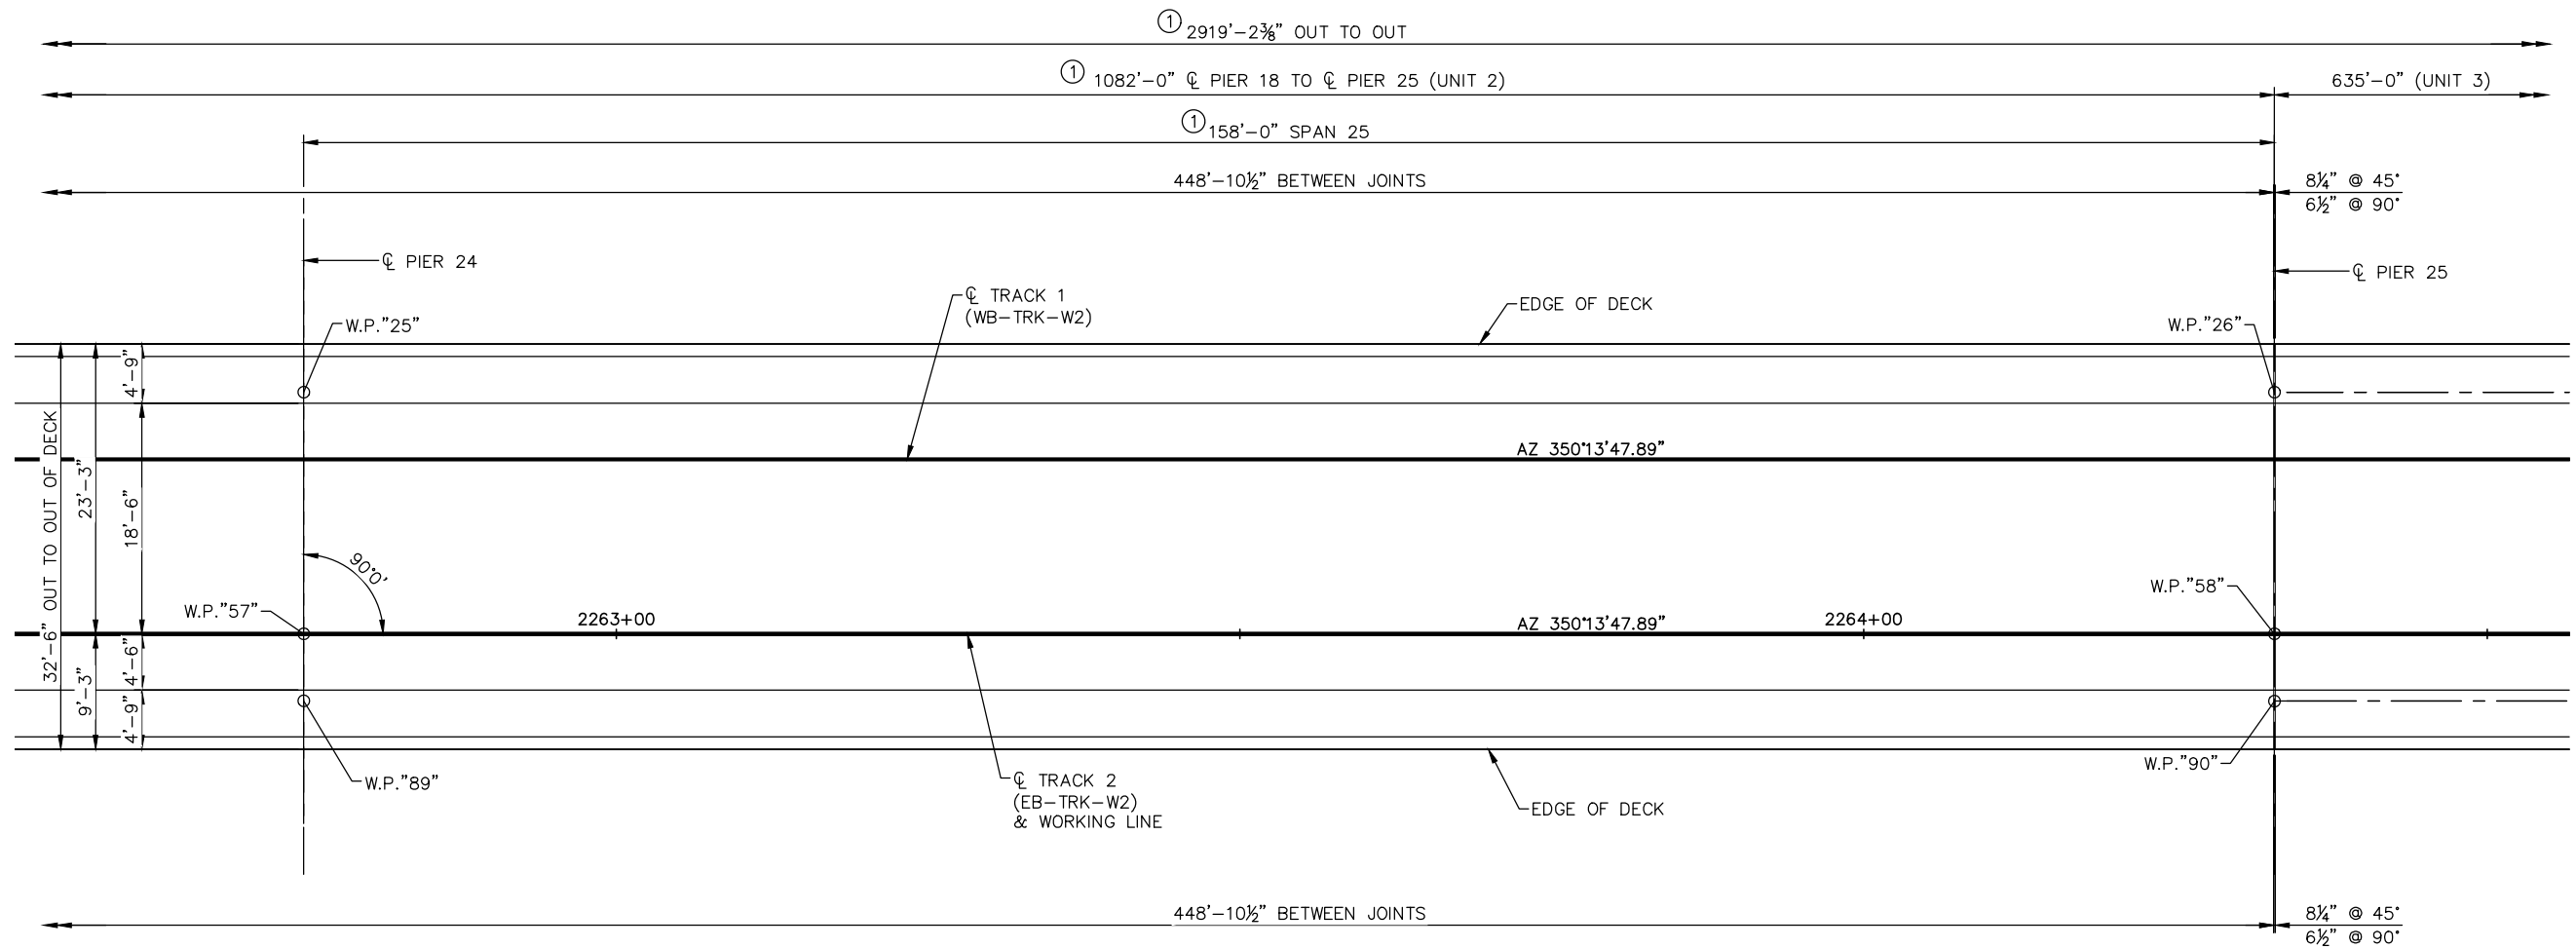 ① 2919'-2⅜" OUT TO OUT
① 1082'-0" ℄ PIER 18 TO ℄ PIER 25 (UNIT 2)
635'-0" (UNIT 3)
① 158'-0" SPAN 25
448'-10½" BETWEEN JOINTS
8¼" @ 45°
6½" @ 90°
℄ PIER 24
℄ PIER 25
℄ TRACK 1
(WB-TRK-W2)
EDGE OF DECK
W.P."25"
W.P."26"
4'-9"
32'-6" OUT TO OUT OF DECK
23'-3"
18'-6"
AZ 350°13'47.89"
90°0'
W.P."57"
2263+00
AZ 350°13'47.89"
2264+00
W.P."58"
9'-3"
4'-6"
4'-9"
W.P."89"
W.P."90"
℄ TRACK 2
(EB-TRK-W2)
& WORKING LINE
EDGE OF DECK
448'-10½" BETWEEN JOINTS
8¼" @ 45°
6½" @ 90°